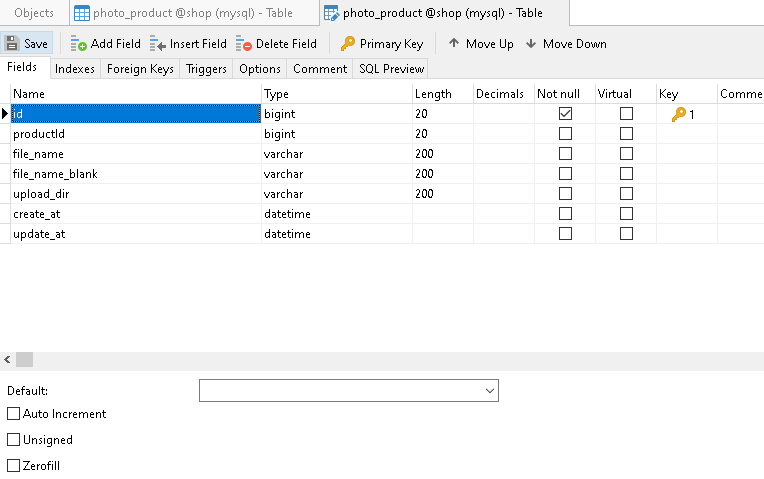 Objects photo_product @shop (mysql) - Table photo_product @shop (mysql) - Table
Save Add Field Insert Field Delete Field Primary Key Move Up Move Down
Fields Indexes Foreign Keys Triggers Options Comment SQL Preview
Name Type Length Decimals Not null Virtual Key Comme
id bigint 20 1
productId bigint 20
file_name varchar 200
file_name_blank varchar 200
upload_dir varchar 200
create_at datetime
update_at datetime
Default:
Auto Increment
Unsigned
Zerofill